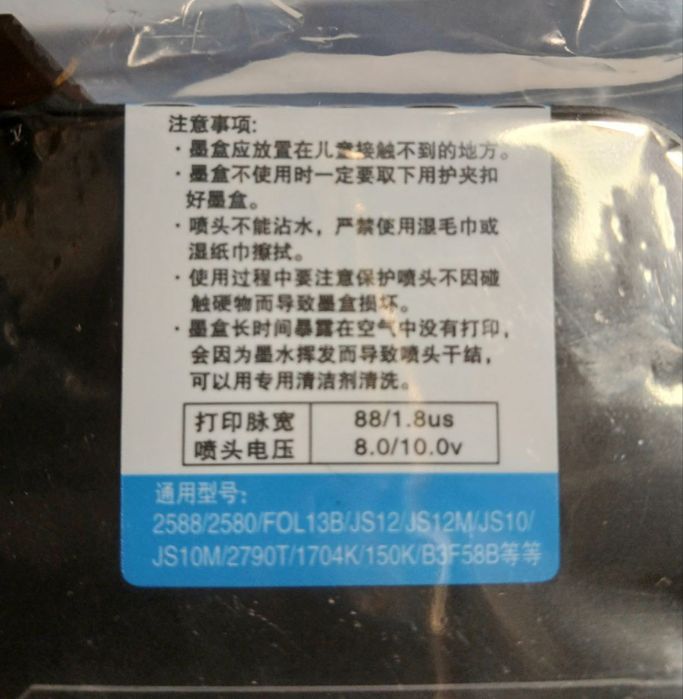 注意事项:
·墨盒应放置在儿童接触不到的地方。
·墨盒不使用时一定要取下用护夹扣
好墨盒。
·喷头不能沾水，严禁使用湿毛巾或
湿纸巾擦拭。
·使用过程中要注意保护喷头不因碰
触硬物而导致墨盒损坏。
·墨盒长时间暴露在空气中没有打印，
会因为墨水挥发而导致喷头干结，
可以用专用清洁剂清洗。
打印脉宽 88/1.8us
喷头电压 8.0/10.0v
通用型号:
2588/2580/FOL13B/JS12/JS12M/JS10/
JS10M/2790T/1704K/150K/B3F58B等等